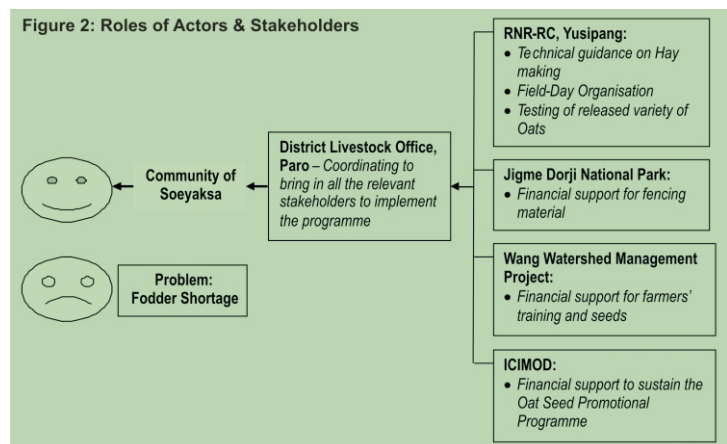 Figure 2: Roles of Actors & Stakeholders
Community of
Soeyaksa
Problem:
Fodder Shortage
District Livestock Office,
Paro – Coordinating to
bring in all the relevant
stakeholders to implement
the programme
RNR-RC, Yusipang:
• Technical guidance on Hay
making
• Field-Day Organisation
• Testing of released variety of
Oats
Jigme Dorji National Park:
• Financial support for fencing
material
Wang Watershed Management
Project:
• Financial support for farmers'
training and seeds
ICIMOD:
• Financial support to sustain the
Oat Seed Promotional
Programme